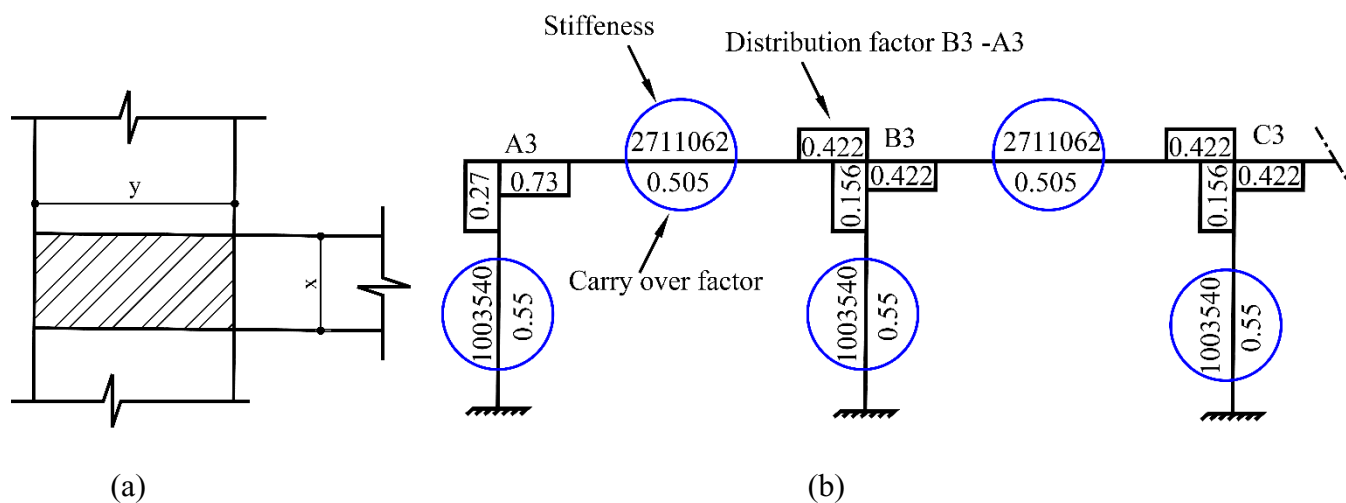 Stiffeness
Distribution factor B3 -A3
y
x
A3
2711062
0.505
0.422
B3
2711062
0.505
0.422
C3
0.27
0.73
0.156
0.422
0.156
0.422
Carry over factor
1003540
0.55
1003540
0.55
1003540
0.55
(a)
(b)